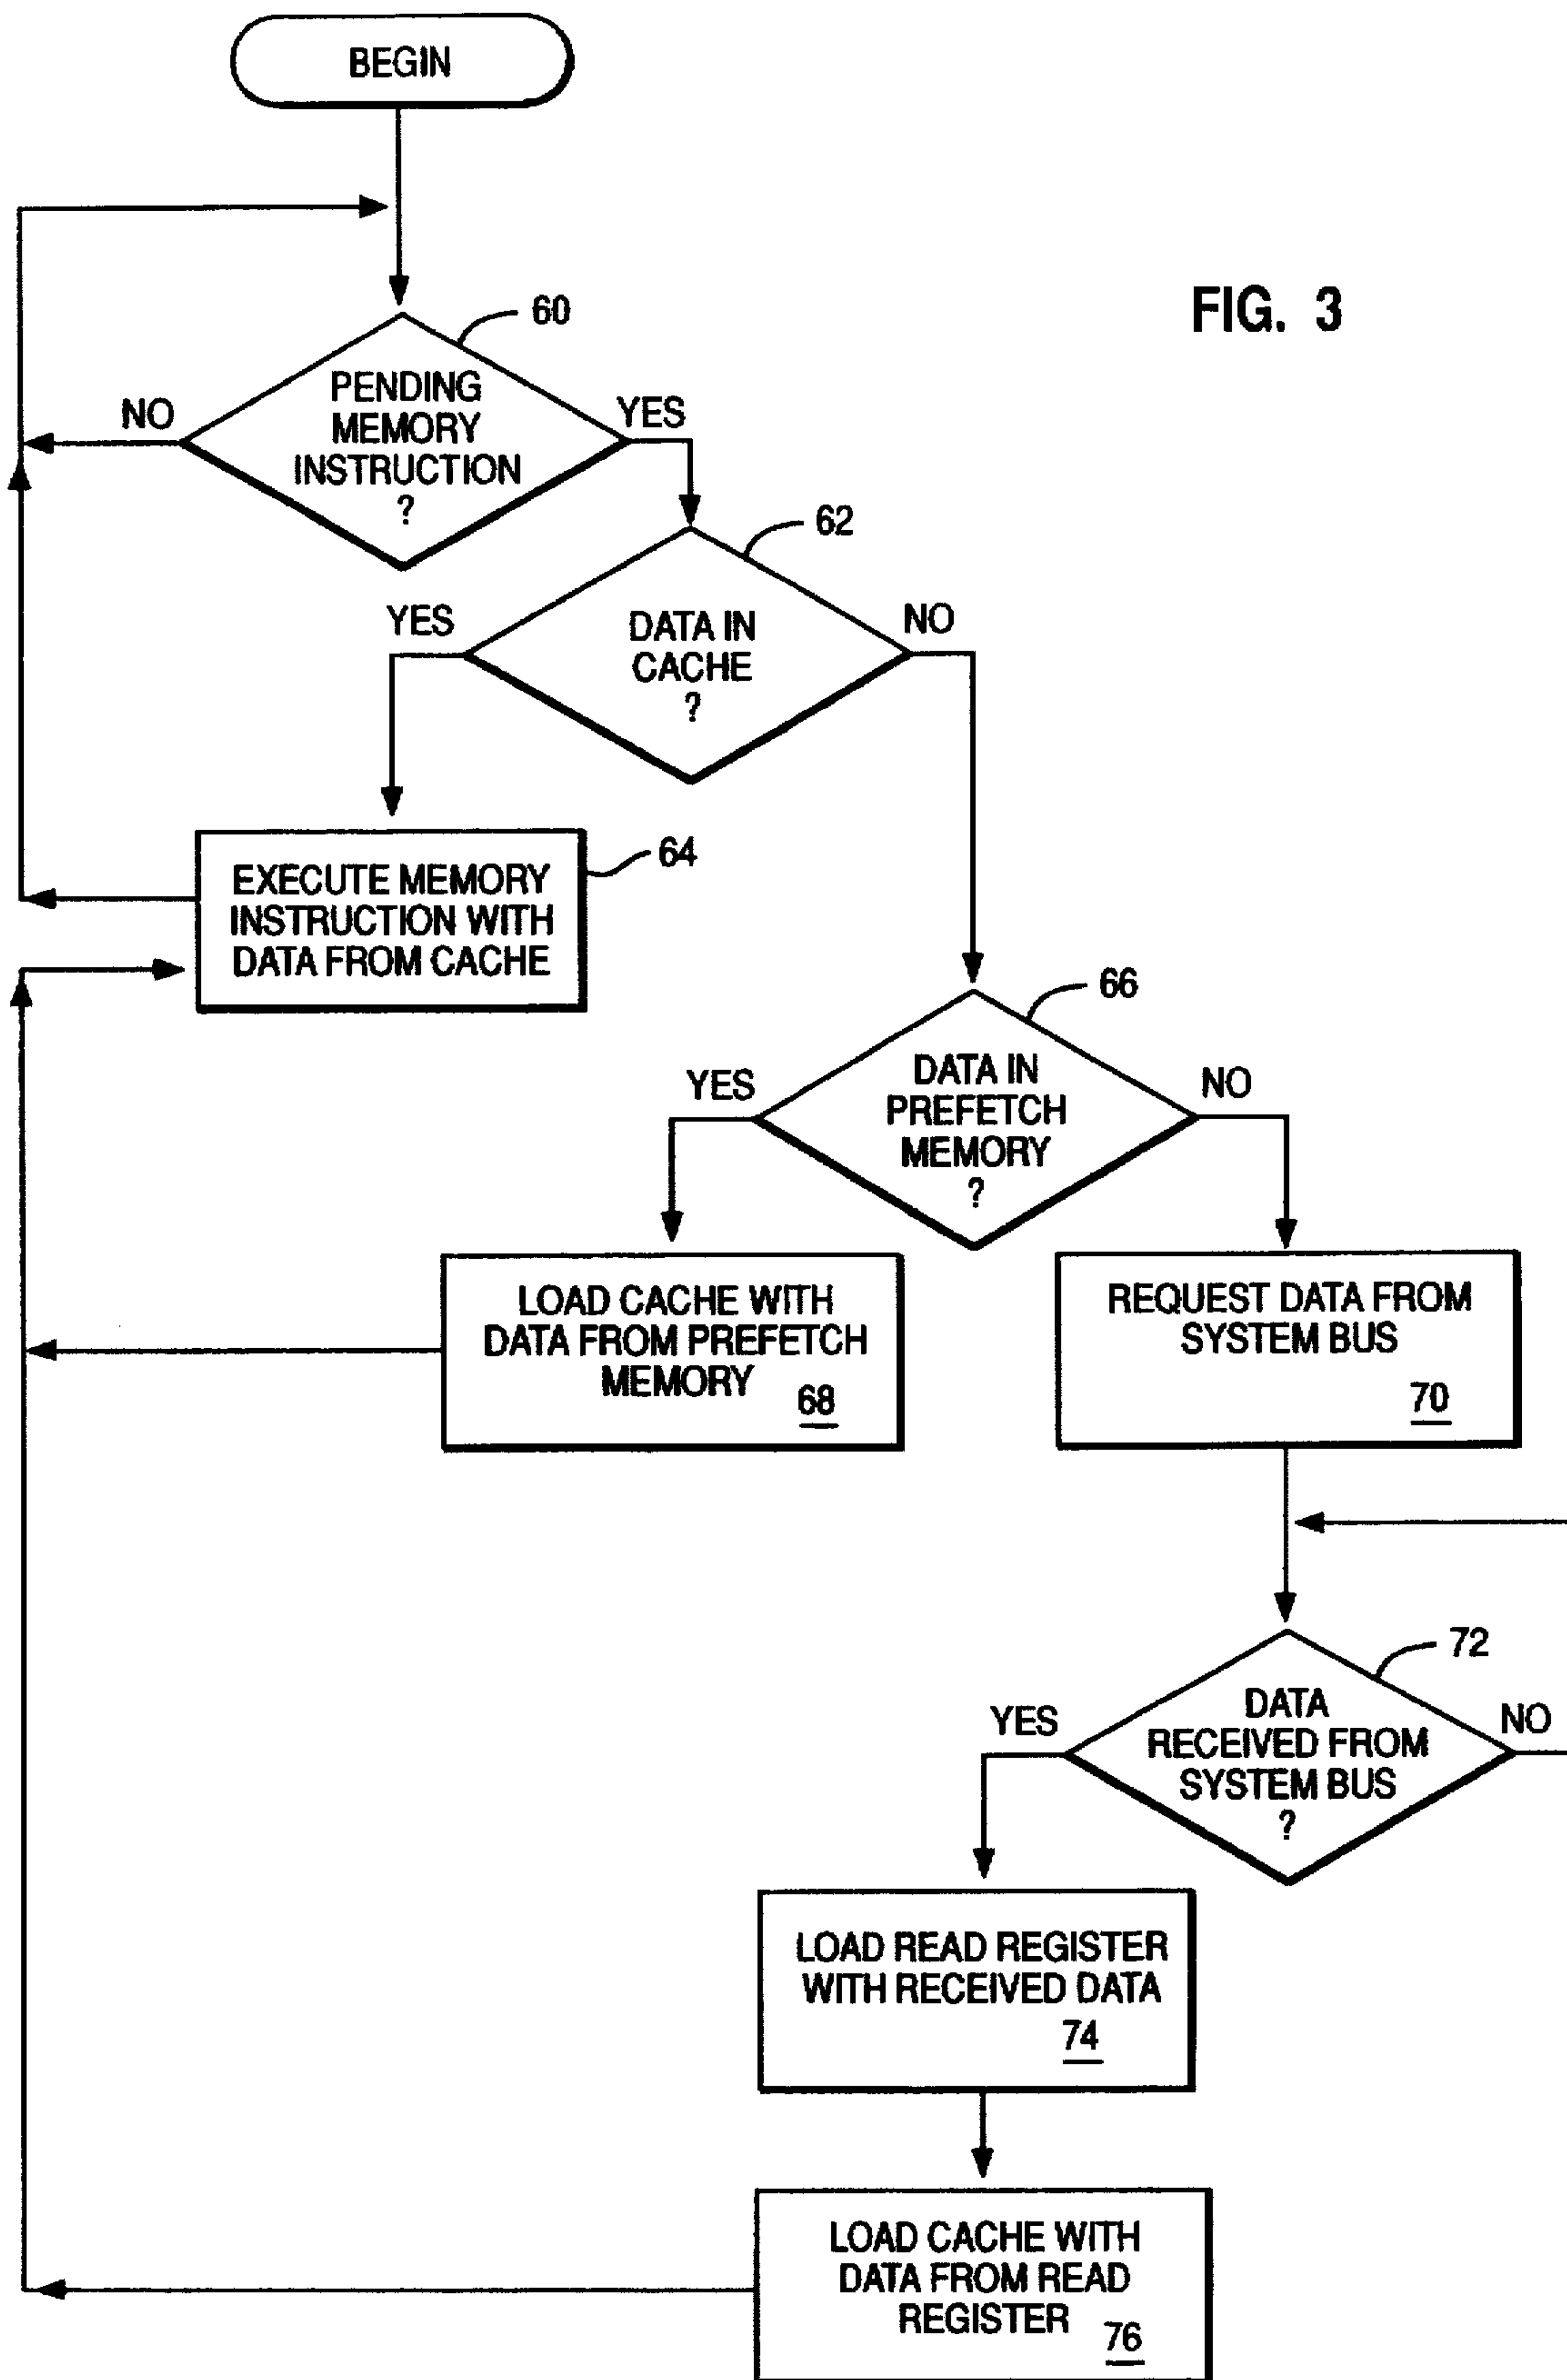 BEGIN
FIG. 3
60
PENDING
MEMORY
INSTRUCTION
?
NO
YES
62
DATA IN
CACHE
?
YES
NO
64
EXECUTE MEMORY
INSTRUCTION WITH
DATA FROM CACHE
66
DATA IN
PREFETCH
MEMORY
?
YES
NO
LOAD CACHE WITH
DATA FROM PREFETCH
MEMORY
68
REQUEST DATA FROM
SYSTEM BUS
70
72
DATA
RECEIVED FROM
SYSTEM BUS
?
YES
NO
LOAD READ REGISTER
WITH RECEIVED DATA
74
LOAD CACHE WITH
DATA FROM READ
REGISTER
76